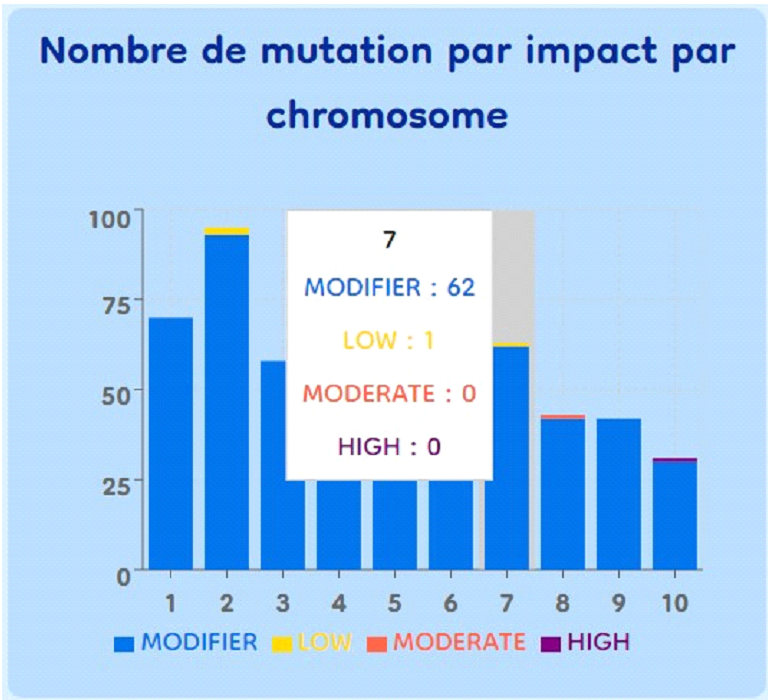 Nombre de mutation par impact par
chromosome
100
75
50
25
0
7
MODIFIER : 62
LOW : 1
MODERATE : 0
HIGH : 0
1 2 3 4 5 6 7 8 9 10
MODIFIER LOW MODERATE HIGH